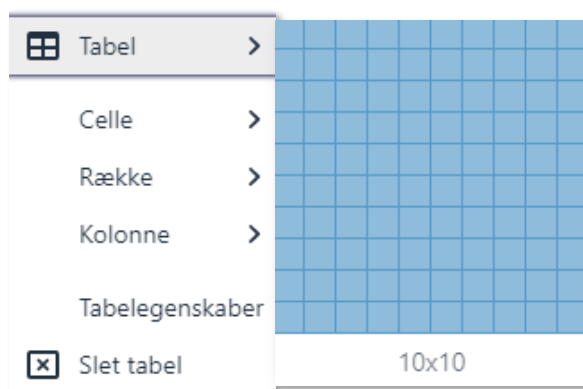 Tabel
Celle
Række
Kolonne
Tabelegenskaber
Slet tabel
10x10